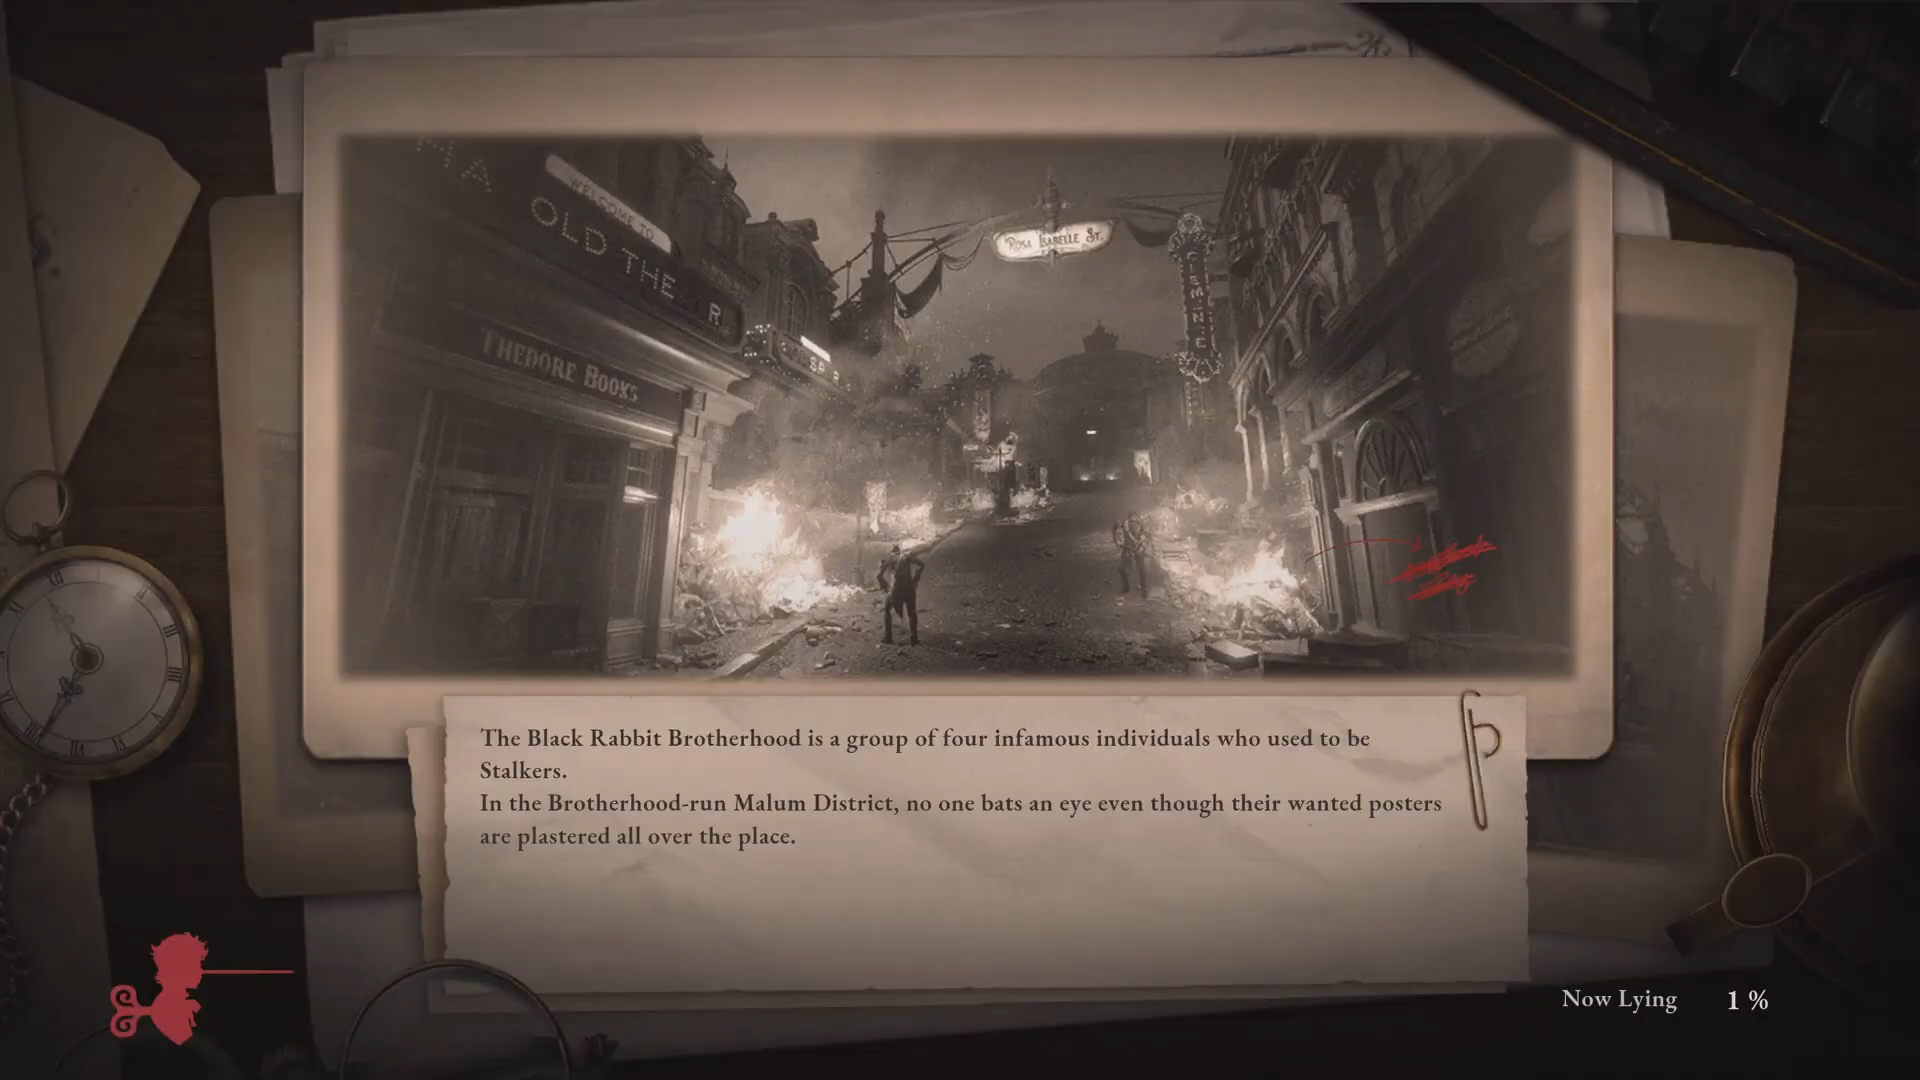 WELCOME TO
OLD THE R
THEDORE BOOKS
ROSA ISABELLE ST.
The Black Rabbit Brotherhood is a group of four infamous individuals who used to be
Stalkers.
In the Brotherhood-run Malum District, no one bats an eye even though their wanted posters
are plastered all over the place.
Now Lying 1 %